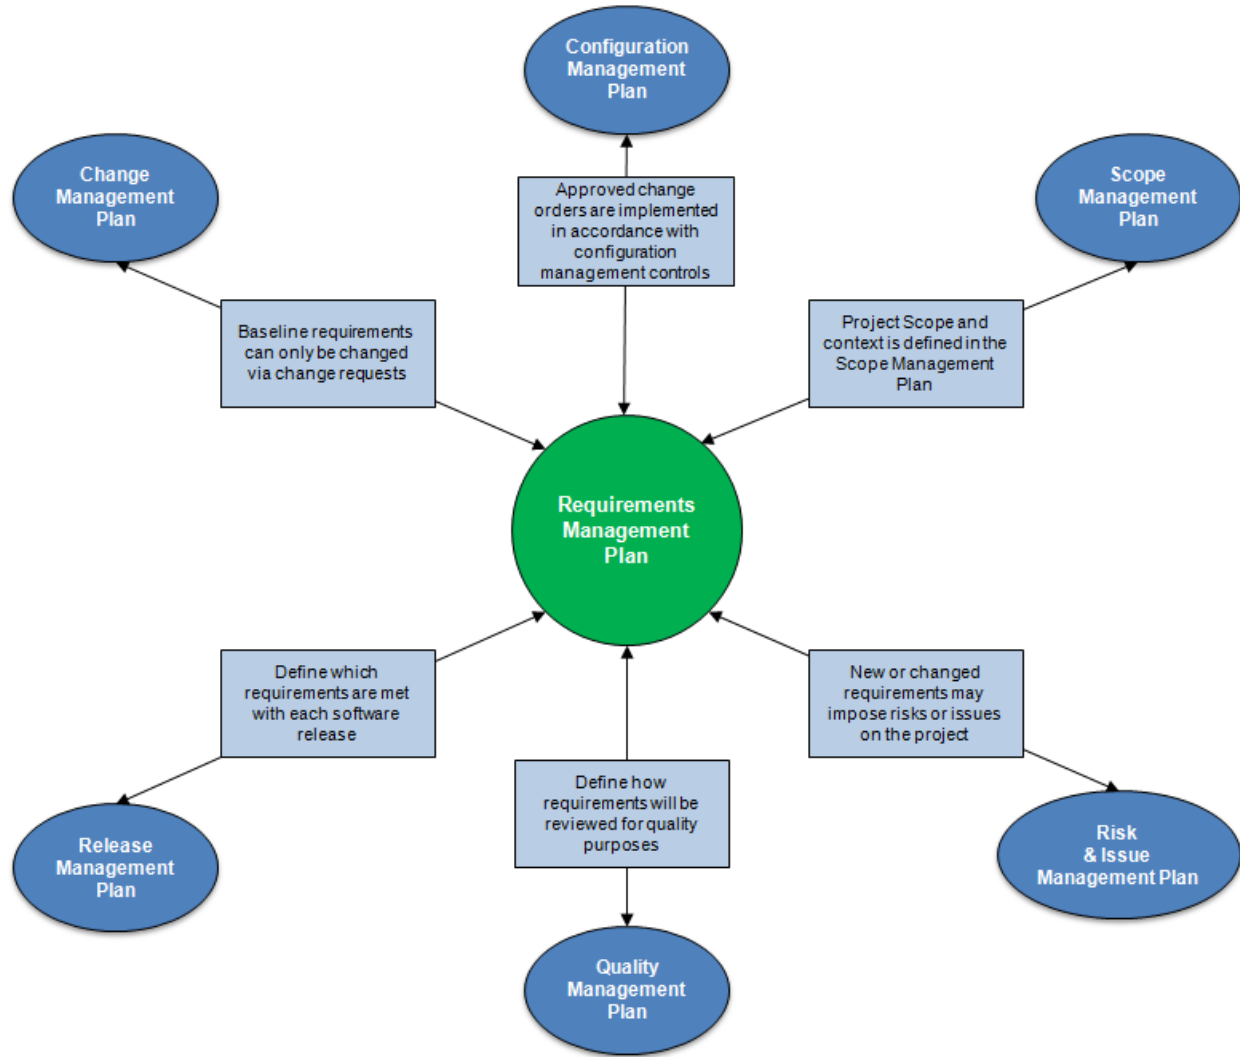 Configuration
Management
Plan
Change
Management
Plan
Scope
Management
Plan
Approved change
orders are implemented
in accordance with
configuration
management controls
Baseline requirements
can only be changed
via change requests
Project Scope and
context is defined in the
Scope Management
Plan
Requirements
Management
Plan
Define which
requirements are met
with each software
release
New or changed
requirements may
impose risks or issues
on the project
Define how
requirements will be
reviewed for quality
purposes
Release
Management
Plan
Risk
& Issue
Management Plan
Quality
Management
Plan